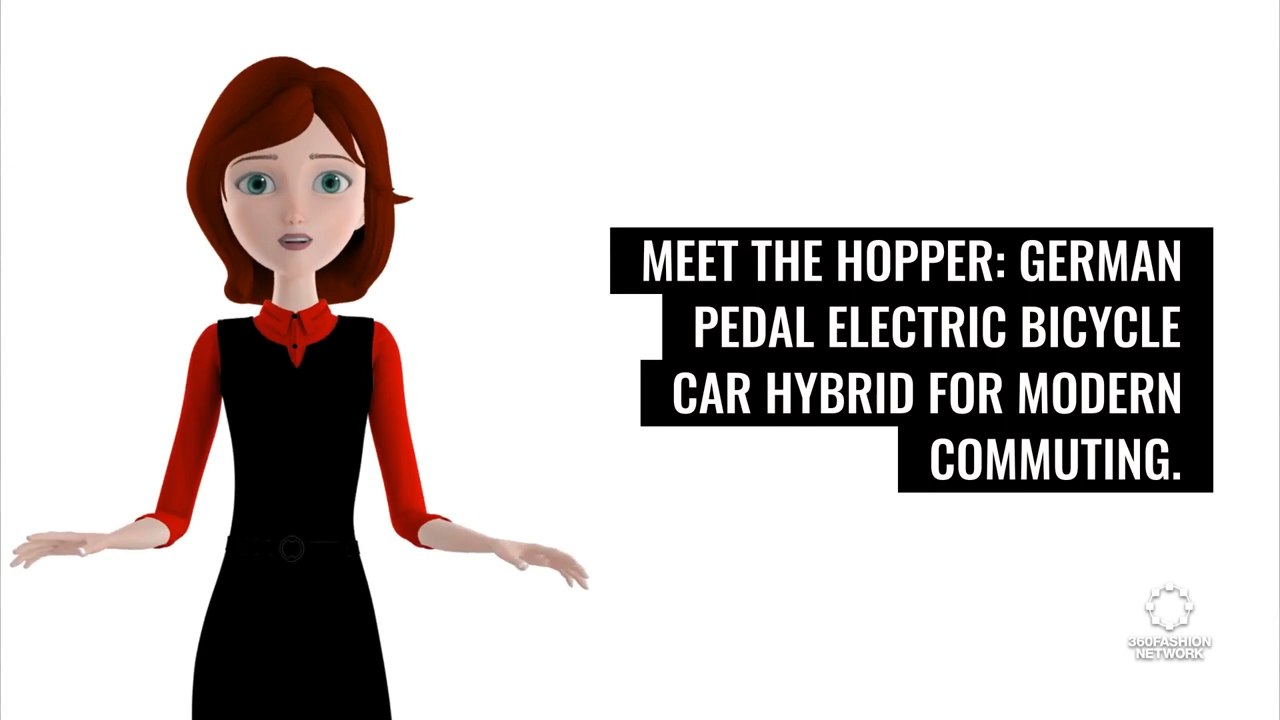 MEET THE HOPPER: GERMAN
PEDAL ELECTRIC BICYCLE
CAR HYBRID FOR MODERN
COMMUTING.
360FASHION
NETWORK